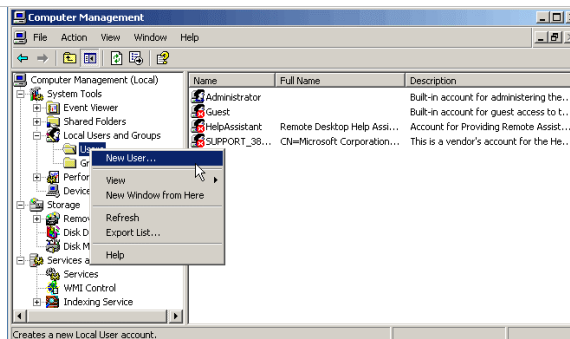 Computer Management
File Action View Window Help
Computer Management (Local)
System Tools
Event Viewer
Shared Folders
Local Users and Groups
Gr
Perfor
Device
Storage
Remov
Disk D
Disk M
Services a
Services
WMI Control
Indexing Service
New User...
View
New Window from Here
Refresh
Export List...
Help
Name Full Name Description
Administrator Built-in account for administering the...
Guest Built-in account for guest access to t...
HelpAssistant Remote Desktop Help Assi... Account for Providing Remote Assist...
SUPPORT_38... CN=Microsoft Corporation... This is a vendor's account for the He...
Creates a new Local User account.